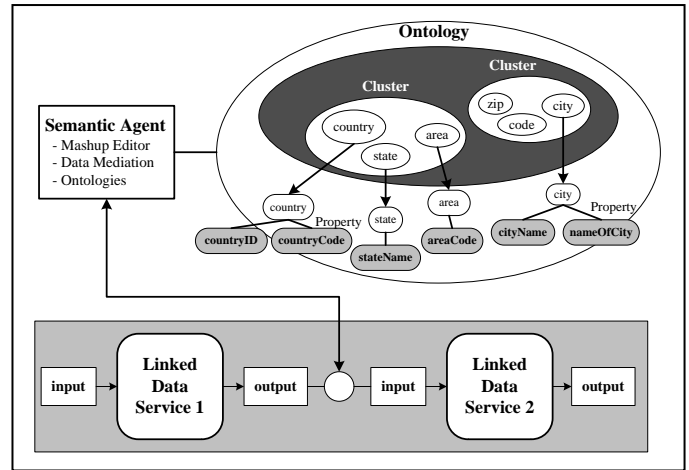 Ontology
Cluster
Cluster
zip
city
code
country
area
state
Semantic Agent
- Mashup Editor
- Data Mediation
- Ontologies
country
Property
countryID
countryCode
state
stateName
area
areaCode
city
Property
cityName
nameOfCity
input
Linked
Data
Service 1
output
input
Linked
Data
Service 2
output